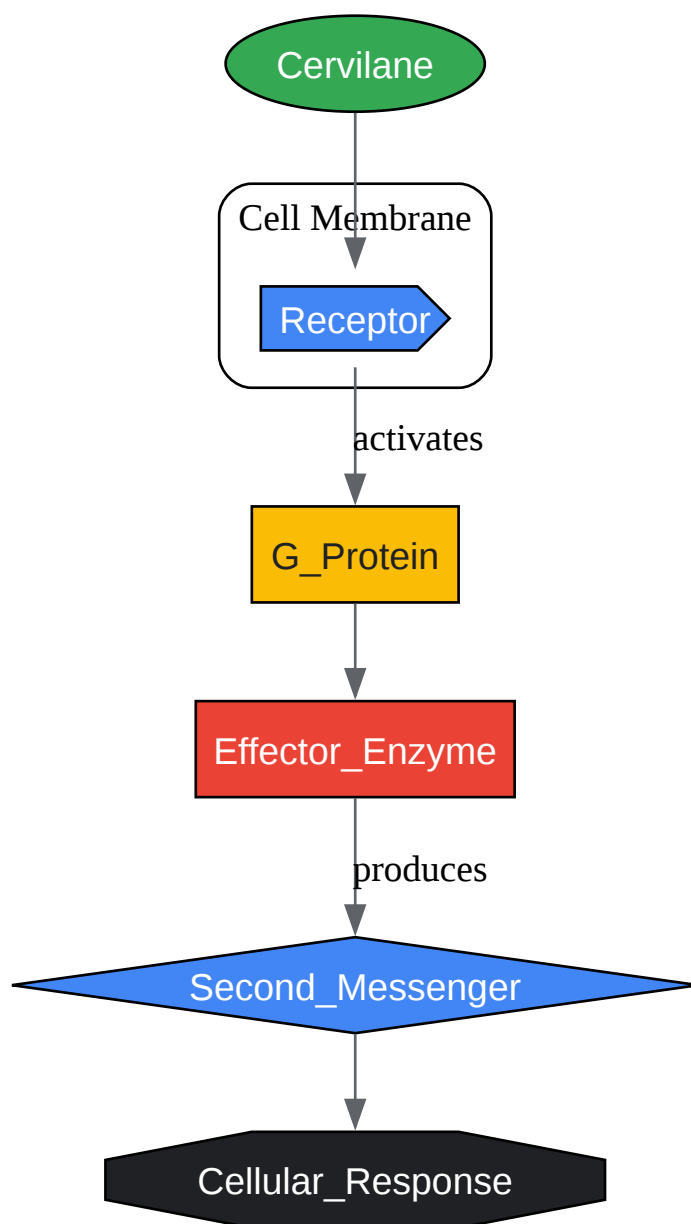 Cervilane
Cell Membrane
Receptor
activates
G_Protein
Effector_Enzyme
produces
Second_Messenger
Cellular_Response